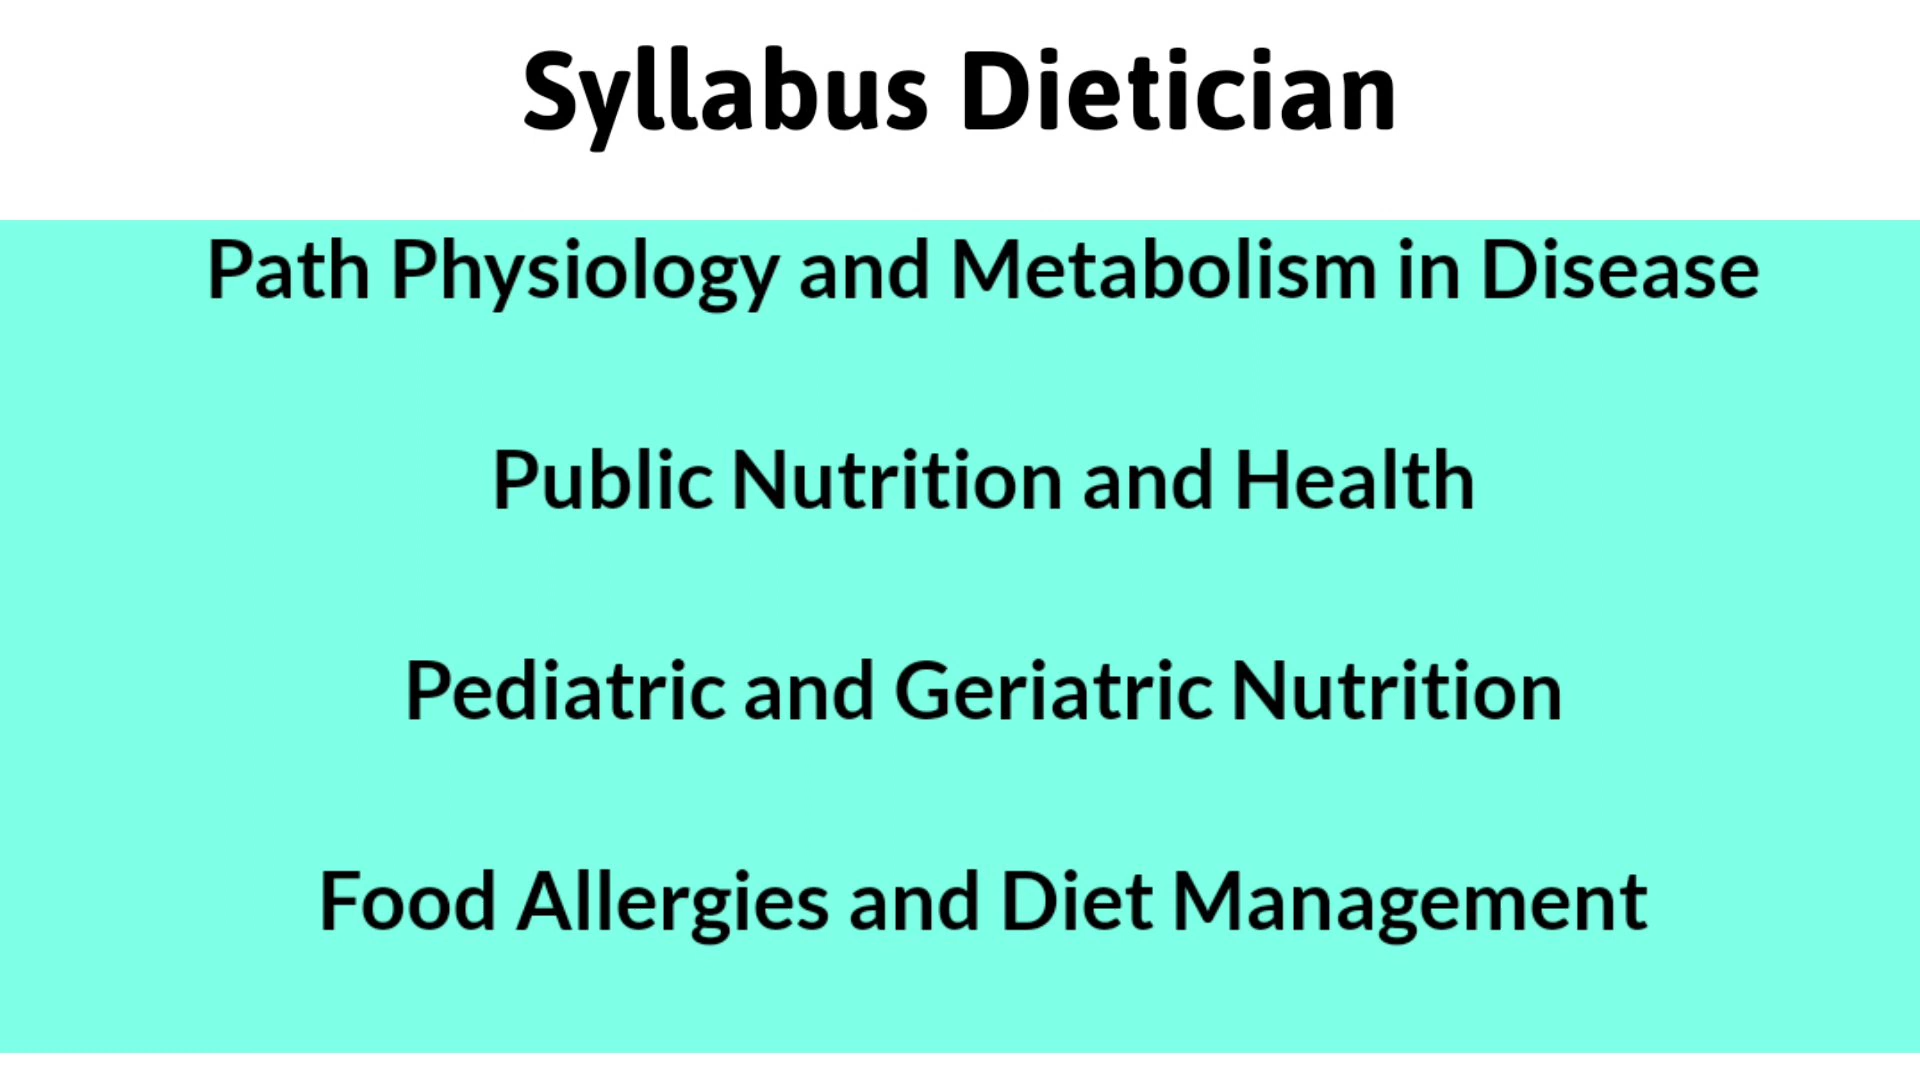 Syllabus Dietician
Path Physiology and Metabolism in Disease
Public Nutrition and Health
Pediatric and Geriatric Nutrition
Food Allergies and Diet Management